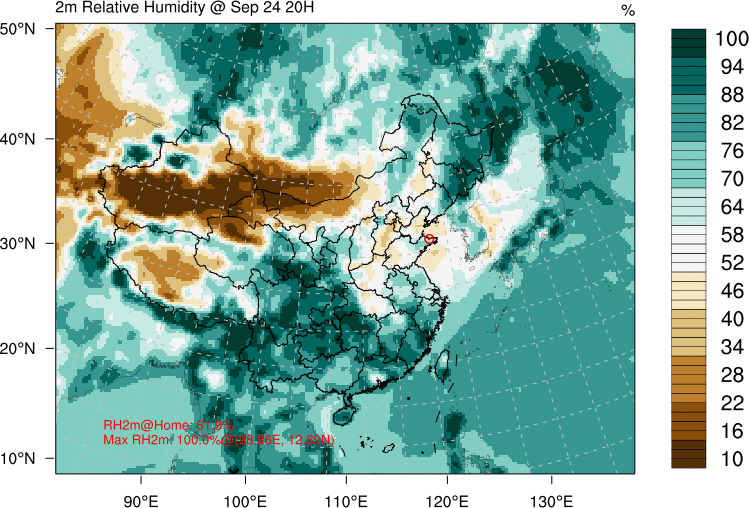 2m Relative Humidity @ Sep 24 20H
%
50°N
40°N
30°N
20°N
10°N
100
94
88
82
76
70
64
58
52
46
40
34
28
22
16
10
RH2m@Home: 61.9%
Max RH2m: 100.0%
90°E
100°E
110°E
120°E
130°E